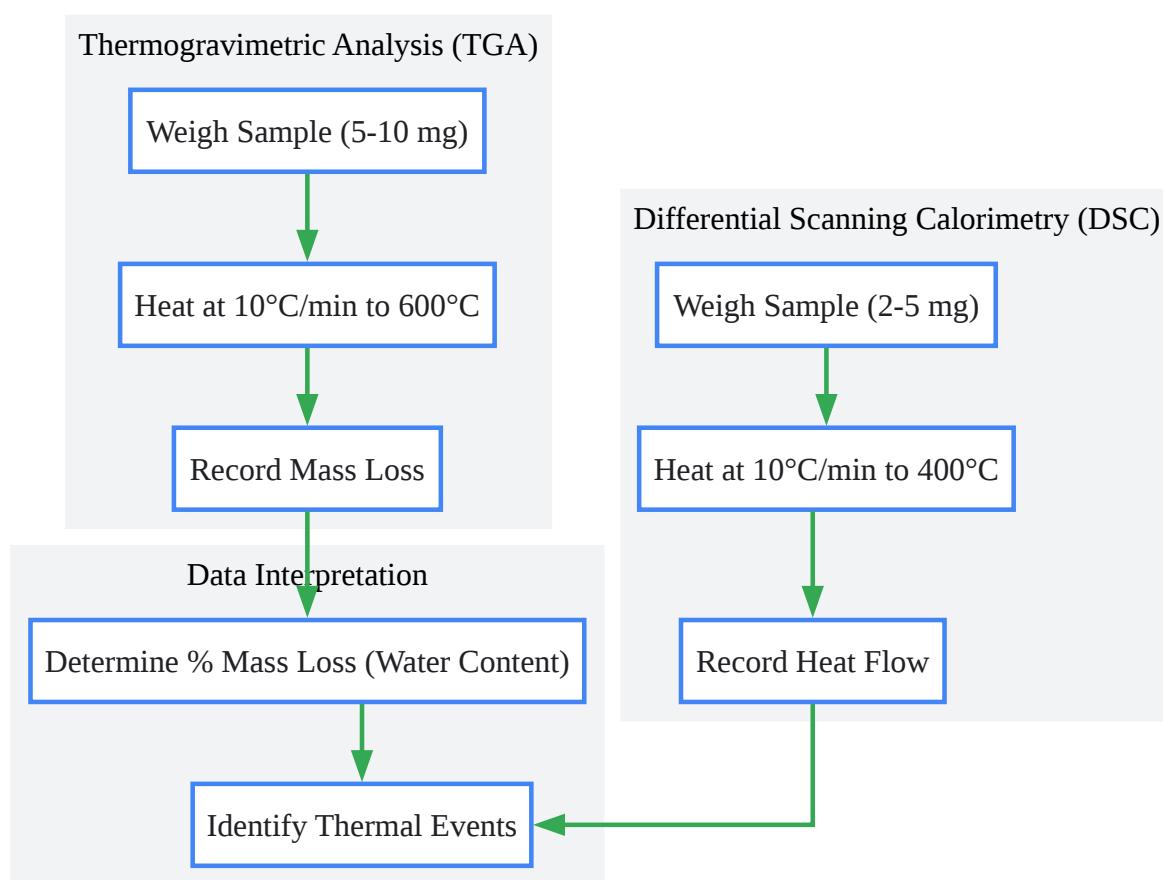 Thermogravimetric Analysis (TGA)
Weigh Sample (5-10 mg)
Heat at 10°C/min to 600°C
Record Mass Loss
Differential Scanning Calorimetry (DSC)
Weigh Sample (2-5 mg)
Heat at 10°C/min to 400°C
Record Heat Flow
Data Interpretation
Determine % Mass Loss (Water Content)
Identify Thermal Events